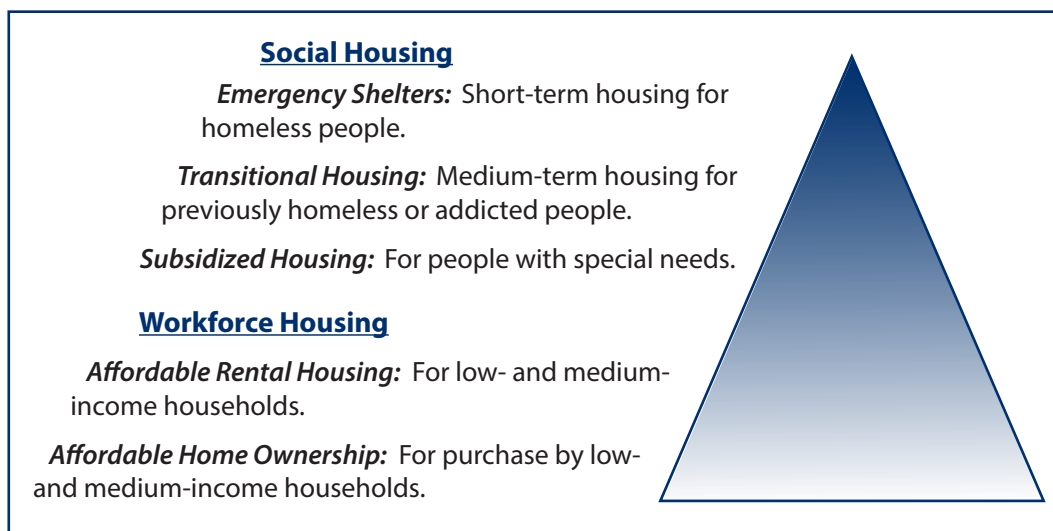 Social Housing
Emergency Shelters: Short-term housing for
homeless people.
Transitional Housing: Medium-term housing for
previously homeless or addicted people.
Subsidized Housing: For people with special needs.
Workforce Housing
Affordable Rental Housing: For low- and medium-
income households.
Affordable Home Ownership: For purchase by low-
and medium-income households.